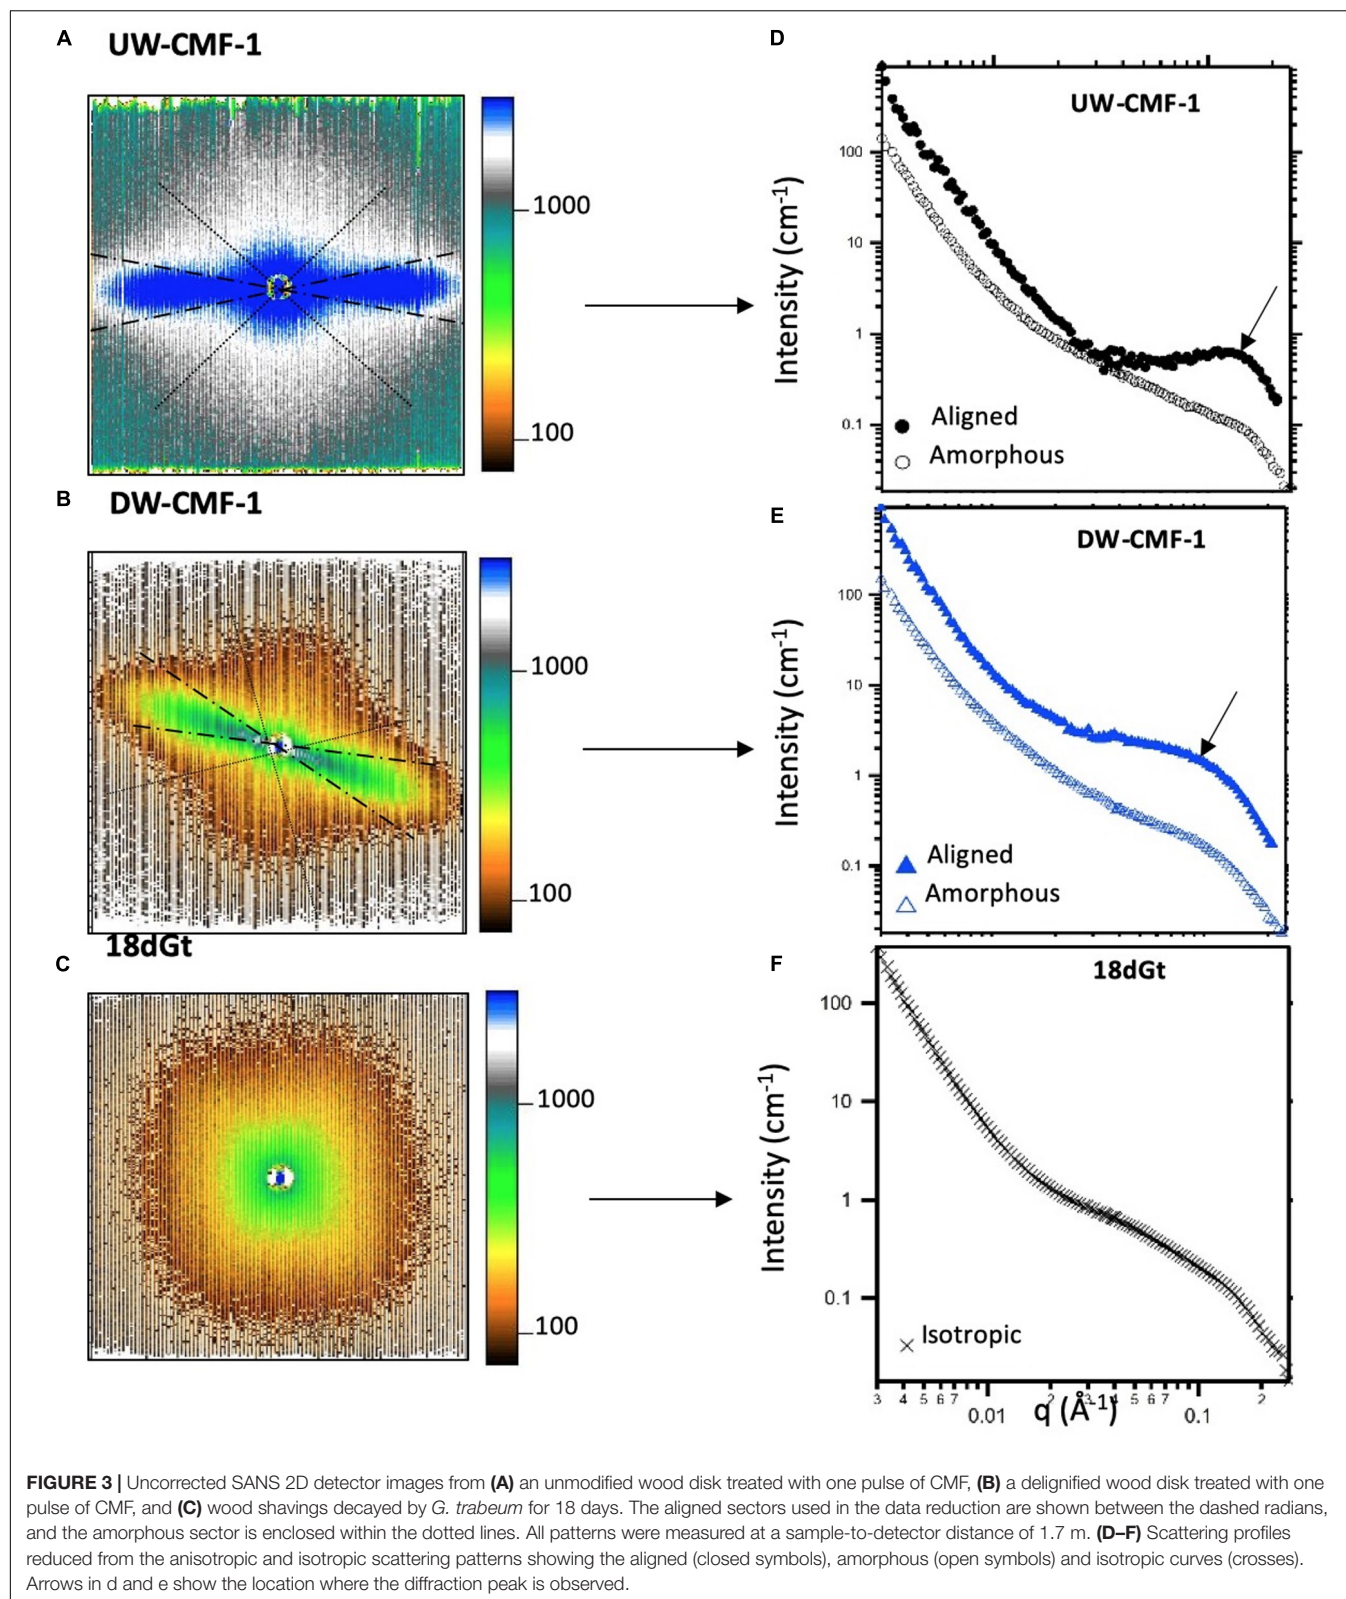 A
UW-CMF-1
1000
100
D
UW-CMF-1
Intensity (cm-1)
100
10
1
0.1
Aligned
Amorphous
B
DW-CMF-1
1000
100
E
DW-CMF-1
Intensity (cm-1)
100
10
1
0.1
Aligned
Amorphous
18dGt
C
1000
100
F
18dGt
Intensity (cm-1)
100
10
1
0.1
Isotropic
3 4 5 6 7 2 3 4 5 6 7 2
0.01 q (Å-1) 0.1
FIGURE 3 | Uncorrected SANS 2D detector images from (A) an unmodified wood disk treated with one pulse of CMF, (B) a delignified wood disk treated with one
pulse of CMF, and (C) wood shavings decayed by G. trabeum for 18 days. The aligned sectors used in the data reduction are shown between the dashed radians,
and the amorphous sector is enclosed within the dotted lines. All patterns were measured at a sample-to-detector distance of 1.7 m. (D–F) Scattering profiles
reduced from the anisotropic and isotropic scattering patterns showing the aligned (closed symbols), amorphous (open symbols) and isotropic curves (crosses).
Arrows in d and e show the location where the diffraction peak is observed.